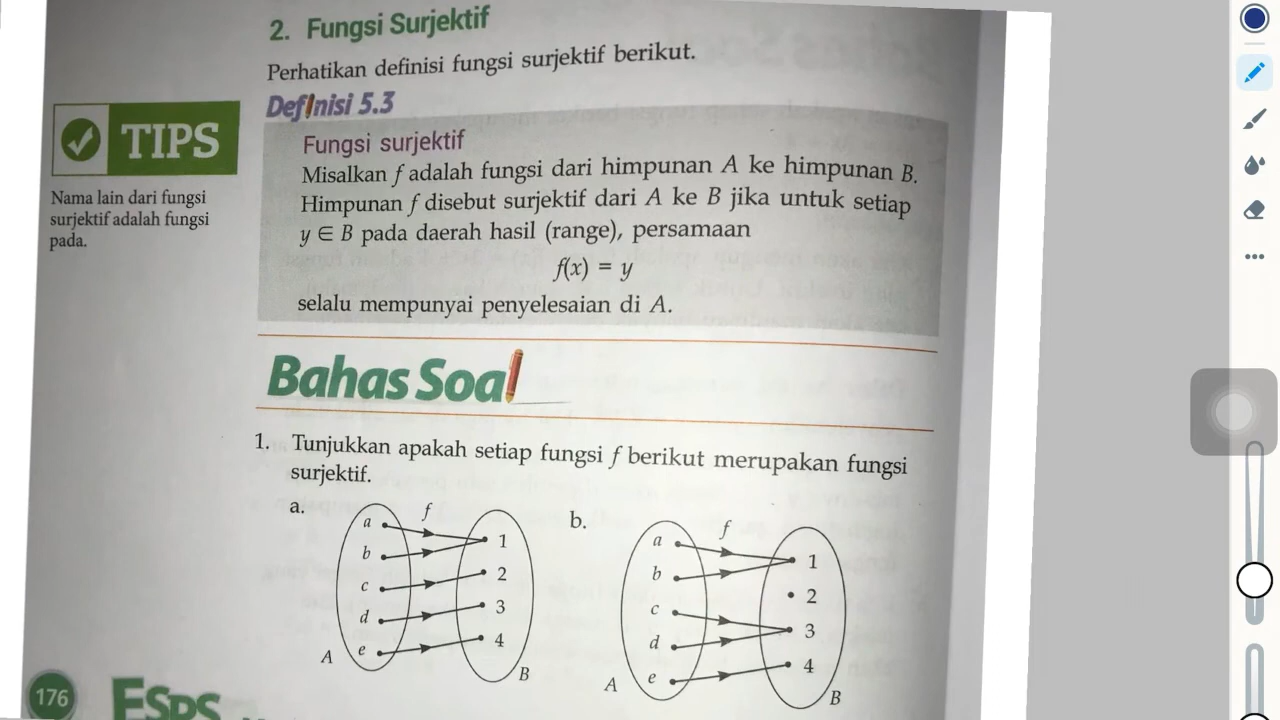 2. Fungsi Surjektif
Perhatikan definisi fungsi surjektif berikut.
Definisi 5.3
TIPS
Nama lain dari fungsi
surjektif adalah fungsi
pada.
Fungsi surjektif
Misalkan f adalah fungsi dari himpunan A ke himpunan B.
Himpunan f disebut surjektif dari A ke B jika untuk setiap
y ∈ B pada daerah hasil (range), persamaan
f(x) = y
selalu mempunyai penyelesaian di A.
Bahas Soal
1. Tunjukkan apakah setiap fungsi f berikut merupakan fungsi
surjektif.
a.
f
a
b
c
d
e
1
2
3
4
A
B
b.
f
a
b
c
d
e
1
2
3
4
A
B
176
ESPS